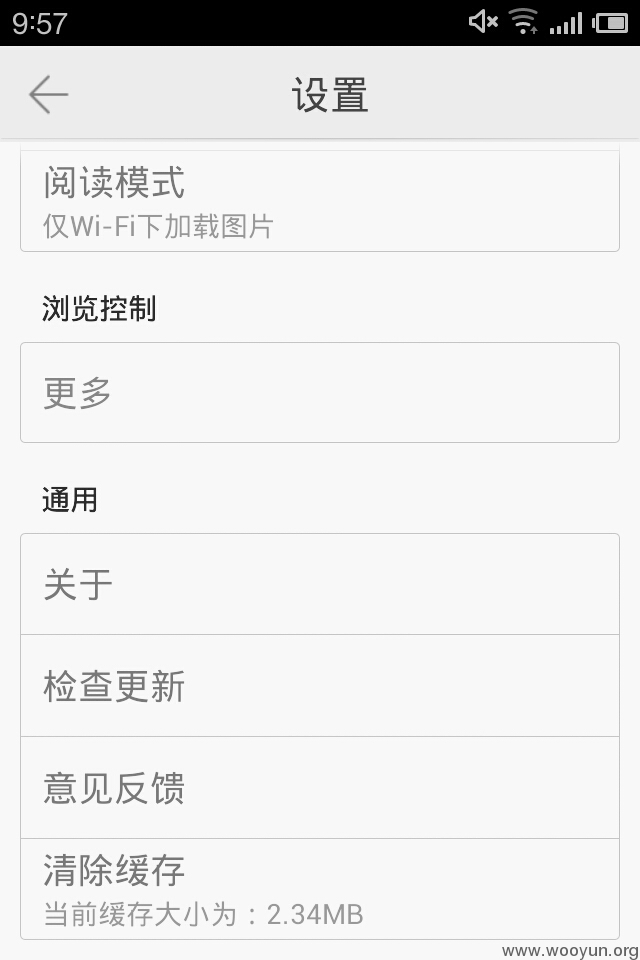 9:57
设置
阅读模式
仅Wi-Fi下加载图片
浏览控制
更多
通用
关于
检查更新
意见反馈
清除缓存
当前缓存大小为：2.34MB
www.wooyun.org